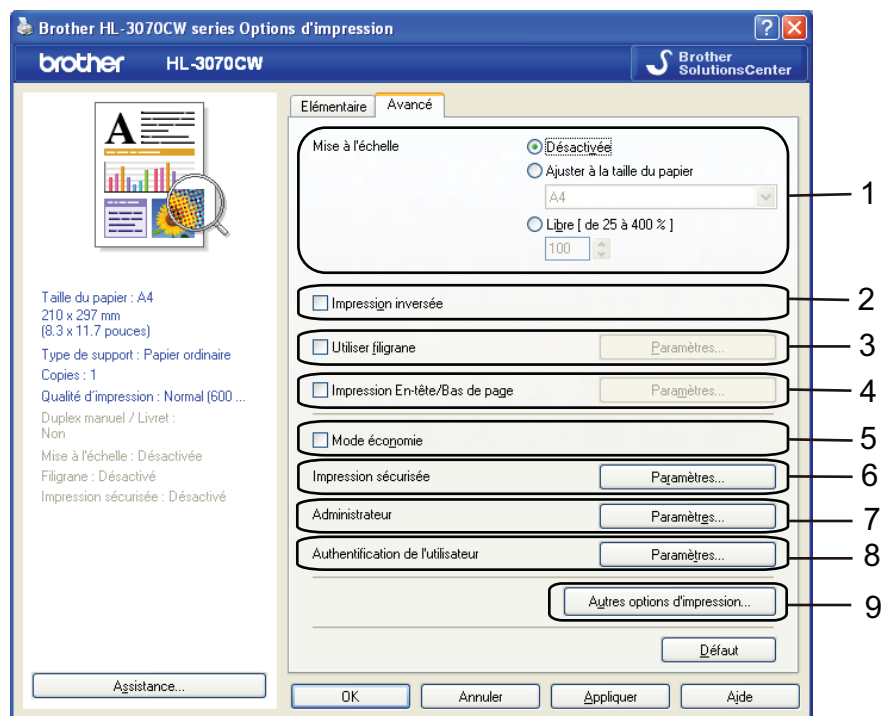 Brother HL-3070CW series Options d'impression
brother HL-3070CW
Brother SolutionsCenter
Elémentaire Avancé
Mise à l'échelle
Désactivée
Ajuster à la taille du papier
A4
Libre [ de 25 à 400 % ]
100
1
Impression inversée
2
Utiliser filigrane Paramètres...
3
Impression En-tête/Bas de page Paramètres...
4
Mode économie
5
Impression sécurisée Paramètres...
6
Administrateur Paramètres...
7
Authentification de l'utilisateur Paramètres...
8
Autres options d'impression...
9
Défaut
A
Taille du papier : A4
210 x 297 mm
(8.3 x 11.7 pouces)
Type de support : Papier ordinaire
Copies : 1
Qualité d'impression : Normal (600 ...
Duplex manuel / Livret :
Non
Mise à l'échelle : Désactivée
Filigrane : Désactivé
Impression sécurisée : Désactivé
Assistance...
OK Annuler Appliquer Aide